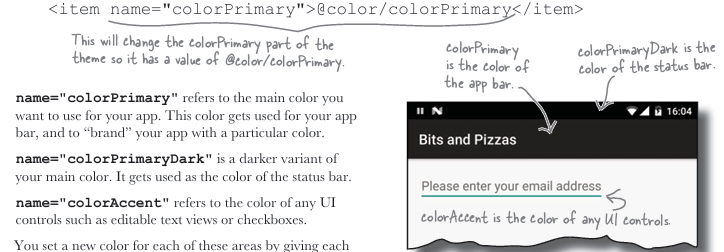 <item name="colorPrimary">@color/colorPrimary</item>
This will change the colorPrimary part of the
theme so it has a value of @color/colorPrimary.
colorPrimary
is the color of
the app bar.
colorPrimaryDark is the
color of the status bar.
name="colorPrimary" refers to the main color you
want to use for your app. This color gets used for your app
bar, and to “brand” your app with a particular color.
name="colorPrimaryDark" is a darker variant of
your main color. It gets used as the color of the status bar.
name="colorAccent" refers to the color of any UI
controls such as editable text views or checkboxes.
You set a new color for each of these areas by giving each
16:04
Bits and Pizzas
Please enter your email address
colorAccent is the color of any UI controls.